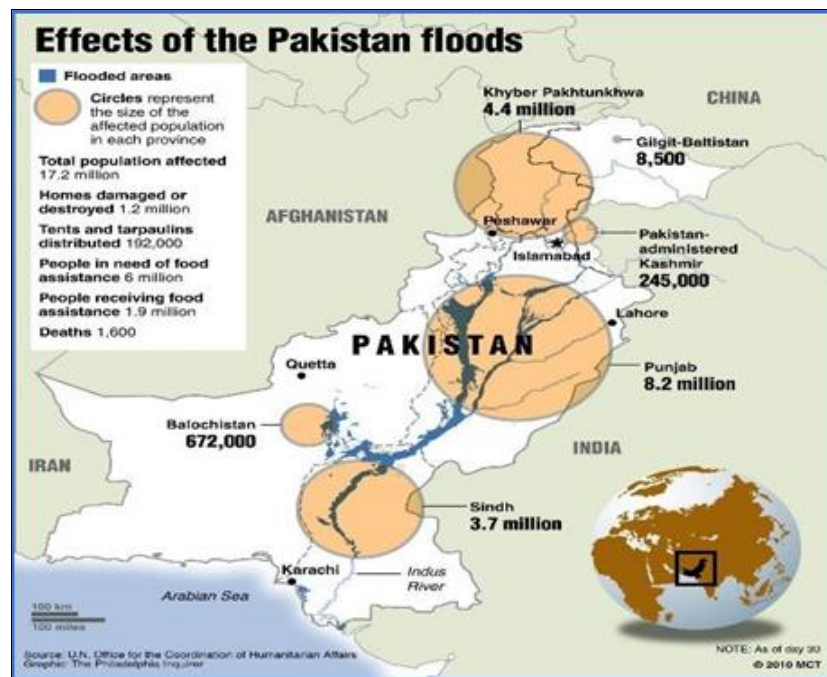 Effects of the Pakistan floods
Flooded areas
Circles represent
the size of the
affected population
in each province
Total population affected
17.2 million
Homes damaged or
destroyed 1.2 million
Tents and tarpaulins
distributed 192,000
People in need of food
assistance 6 million
People receiving food
assistance 1.9 million
Deaths 1,600
Khyber Pakhtunkhwa
4.4 million
CHINA
Gilgit-Baltistan
8,500
AFGHANISTAN
Peshawar
Islamabad
Pakistan-
administered
Kashmir
245,000
Lahore
PAKISTAN
Quetta
Punjab
8.2 million
Balochistan
672,000
INDIA
IRAN
Sindh
3.7 million
Karachi
Indus
River
Arabian Sea
100 km
100 miles
Source: U.N. Office for the Coordination of Humanitarian Affairs
Graphic: The Philadelphia Inquirer
NOTE: As of day 30
© 2010 MCT